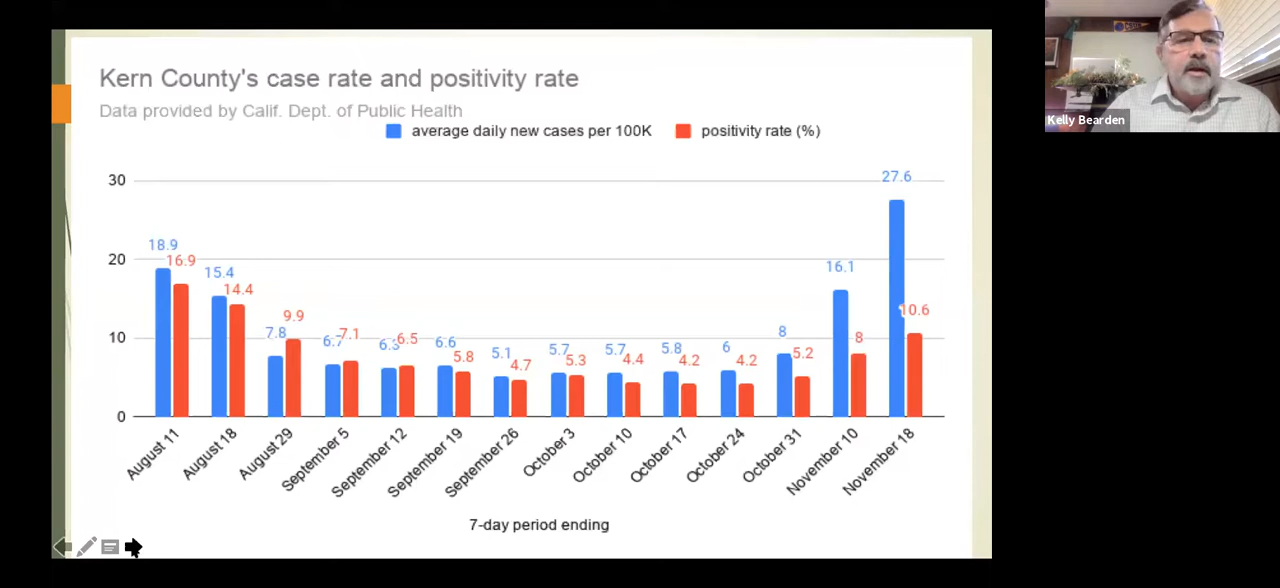 Kern County's case rate and positivity rate
Data provided by Calif. Dept. of Public Health
average daily new cases per 100K positivity rate (%)
30
20
10
0
18.9 16.9
15.4 14.4
7.8 9.9
6.7 7.1
6.3 6.5
6.6 5.8
5.1 4.7
5.7 5.3
5.7 4.4
5.8 4.2
6 4.2
8 5.2
16.1 8
27.6 10.6
August 11
August 18
August 29
September 5
September 12
September 19
September 26
October 3
October 10
October 17
October 24
October 31
November 10
November 18
7-day period ending
Kelly Bearden